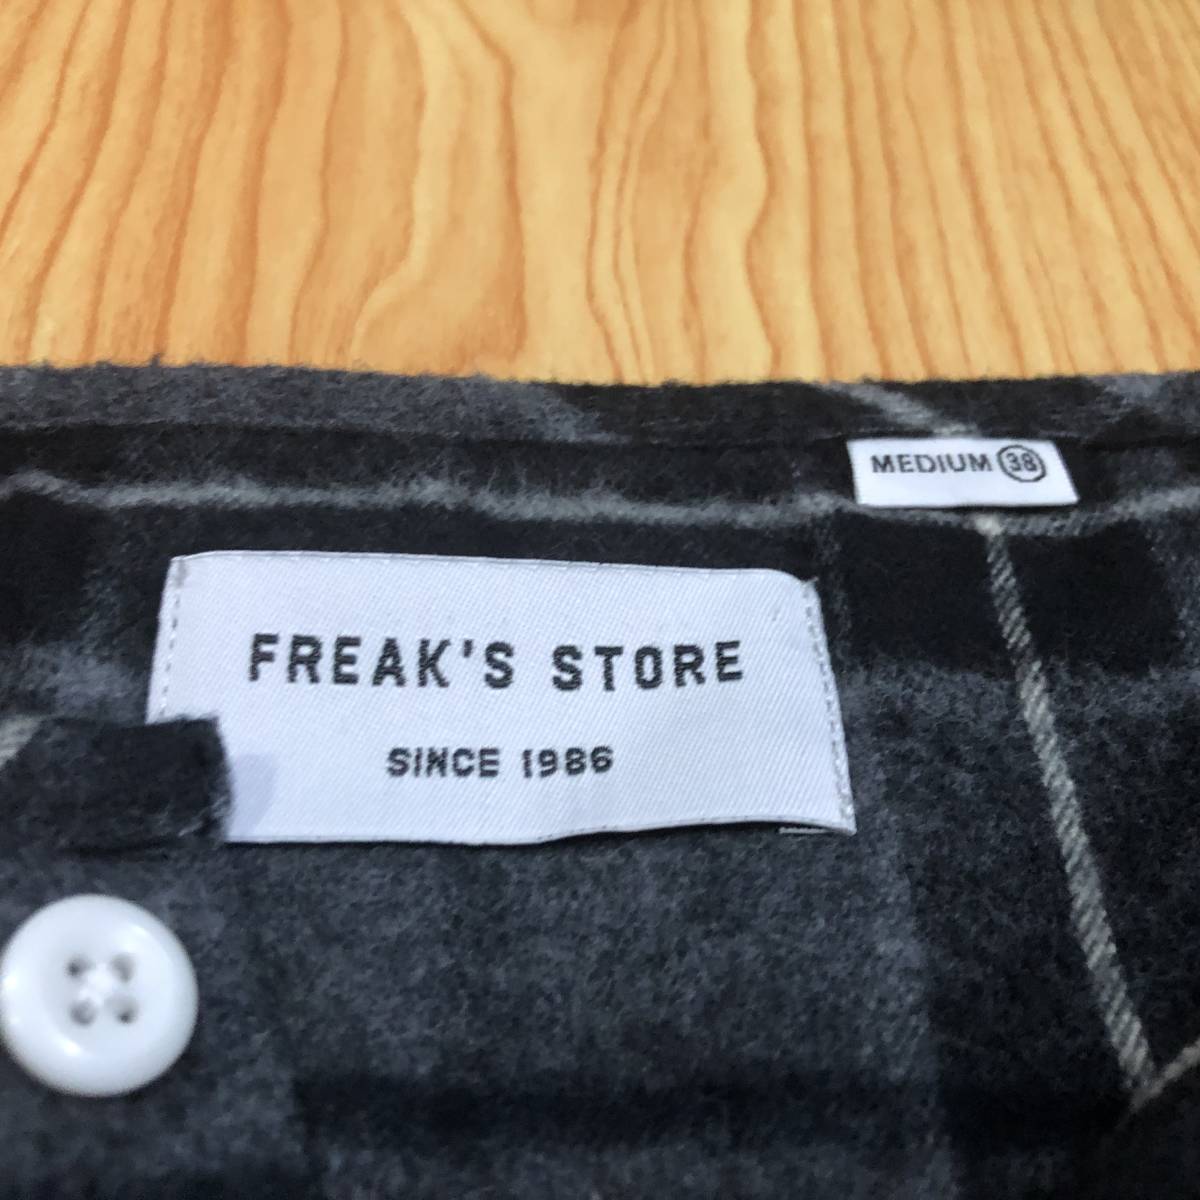 MEDIUM 38
FREAK'S STORE
SINCE 1986